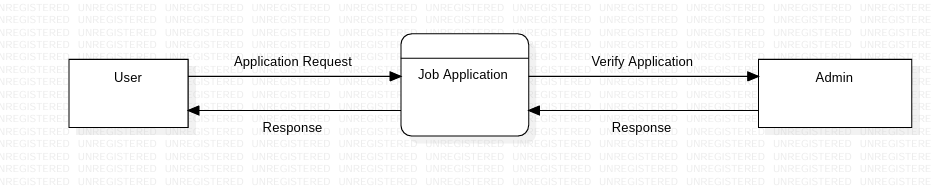 Application Request
Verify Application
User
Job Application
Admin
Response
Response
UNREGISTERED